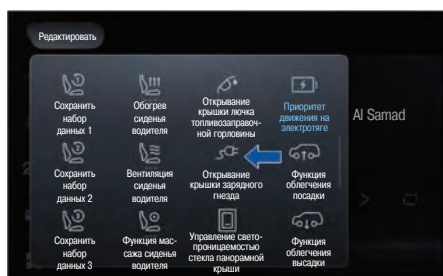 Редактировать
Сохранить
набор
данных 1
Обогрев
сиденья
водителя
Открывание
крышки лючка
топливозаправоч-
ной горловины
Приоритет
движения на
электротяге
Al Samad
Сохранить
набор
данных 2
Вентиляция
сиденья
водителя
Открывание
крышки зарядного
гнезда
Функция
облегчения
посадки
Сохранить
набор
данных 3
Функция мас-
сажа сиденья
водителя
Управление свето-
проницаемостью
стекла панорамной
крыши
Функция
облегчения
высадки